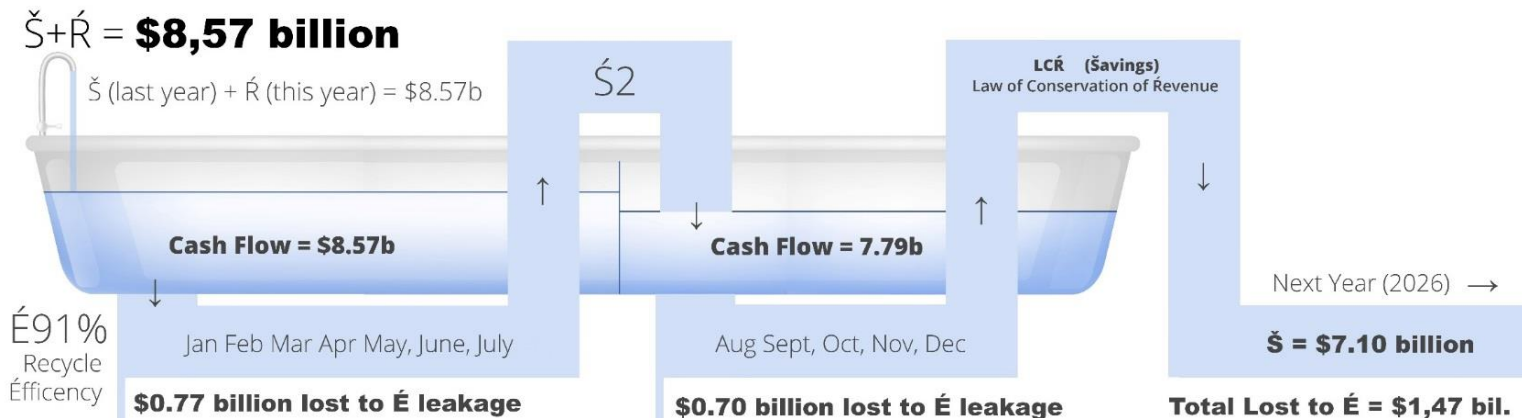 Š+Ŕ = $8,57 billion
Š (last year) + Ŕ (this year) = $8.57b
Ś2
LCŔ (Šavings)
Law of Conservation of Ŕevenue
↑
↓
↑
↓
Cash Flow = $8.57b
Cash Flow = 7.79b
↓
Next Year (2026) →
É91%
Recycle
Éfficency
Jan Feb Mar Apr May, June, July
Aug Sept, Oct, Nov, Dec
Š = $7.10 billion
$0.77 billion lost to É leakage
$0.70 billion lost to É leakage
Total Lost to É = $1,47 bil.